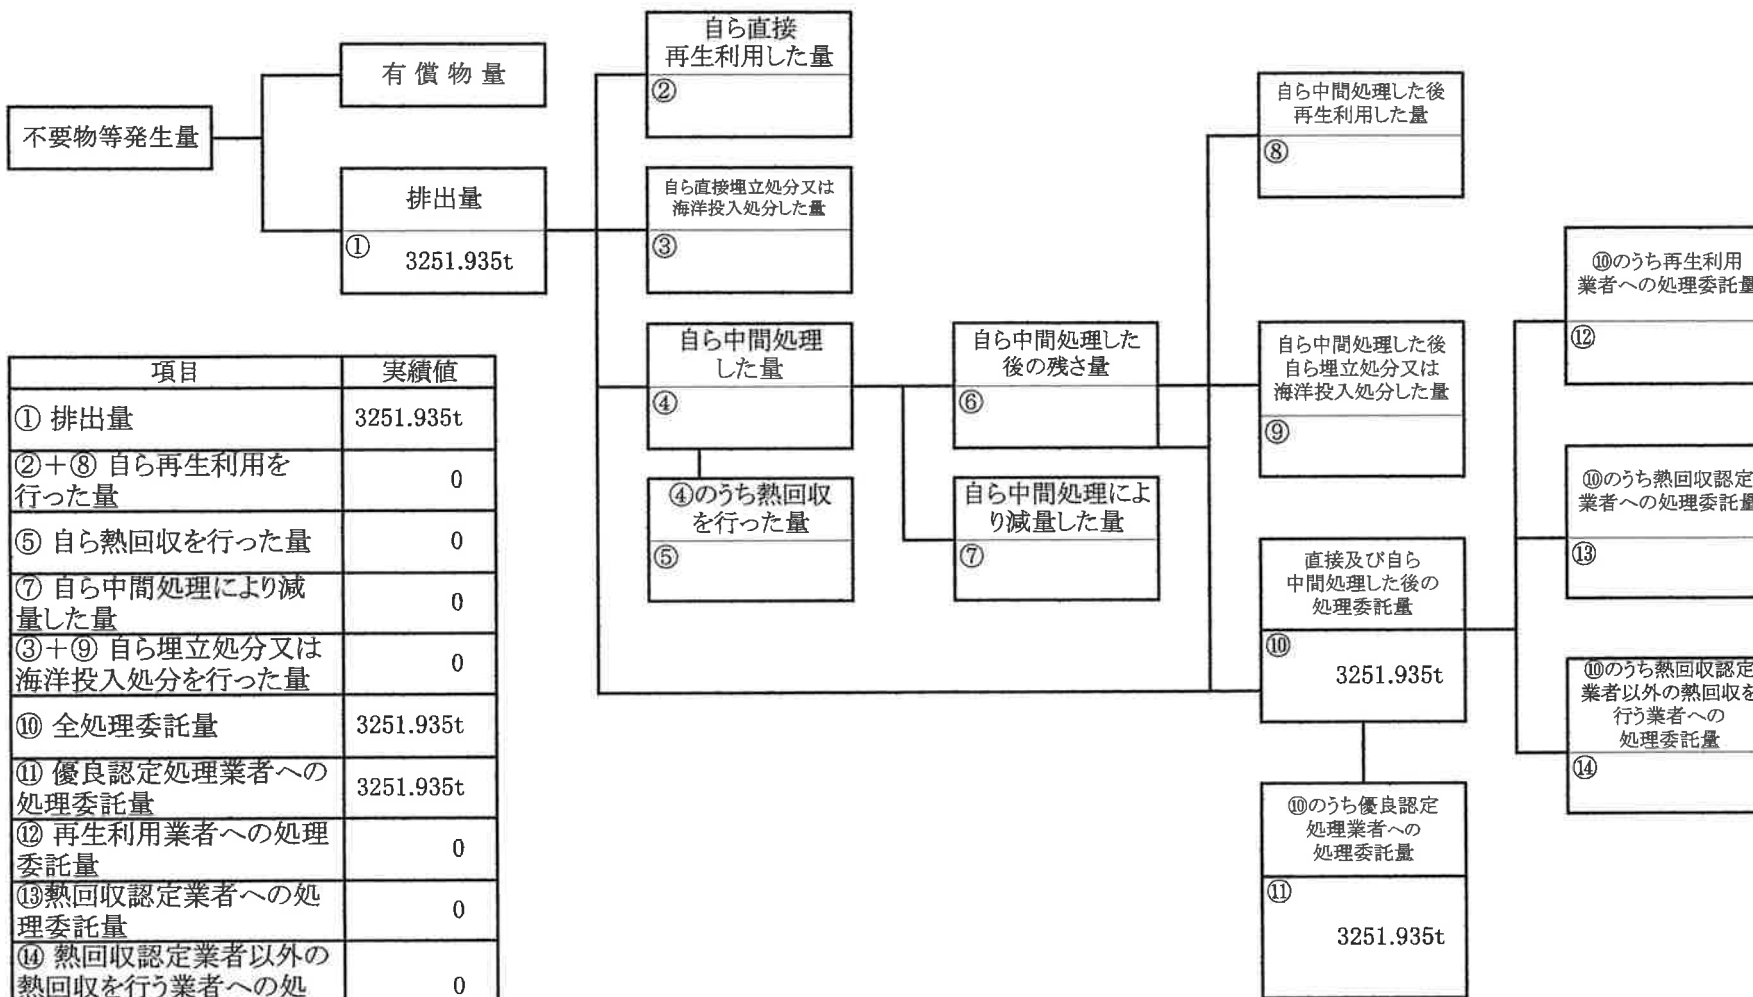 不要物等発生量
有償物量
排出量
①
3251.935t
自ら直接
再生利用した量
②
自ら直接埋立処分又は
海洋投入処分した量
③
自ら中間処理
した量
④
④のうち熱回収
を行った量
⑤
自ら中間処理した
後の残さ量
⑥
自ら中間処理によ
り減量した量
⑦
自ら中間処理した後
再生利用した量
⑧
自ら中間処理した後
自ら埋立処分又は
海洋投入処分した量
⑨
直接及び自ら
中間処理した後の
処理委託量
⑩
3251.935t
⑩のうち優良認定
処理業者への
処理委託量
⑪
3251.935t
⑩のうち再生利用
業者への処理委託量
⑫
⑩のうち熱回収認定
業者への処理委託量
⑬
⑩のうち熱回収認定
業者以外の熱回収を
行う業者への
処理委託量
⑭
項目 実績値
① 排出量 3251.935t
②+⑧ 自ら再生利用を
行った量 0
⑤ 自ら熱回収を行った量 0
⑦ 自ら中間処理により減
量した量 0
③+⑨ 自ら埋立処分又は
海洋投入処分を行った量 0
⑩ 全処理委託量 3251.935t
⑪ 優良認定処理業者への
処理委託量 3251.935t
⑫ 再生利用業者への処理
委託量 0
⑬熱回収認定業者への処
理委託量 0
⑭ 熱回収認定業者以外の
熱回収を行う業者への処 0